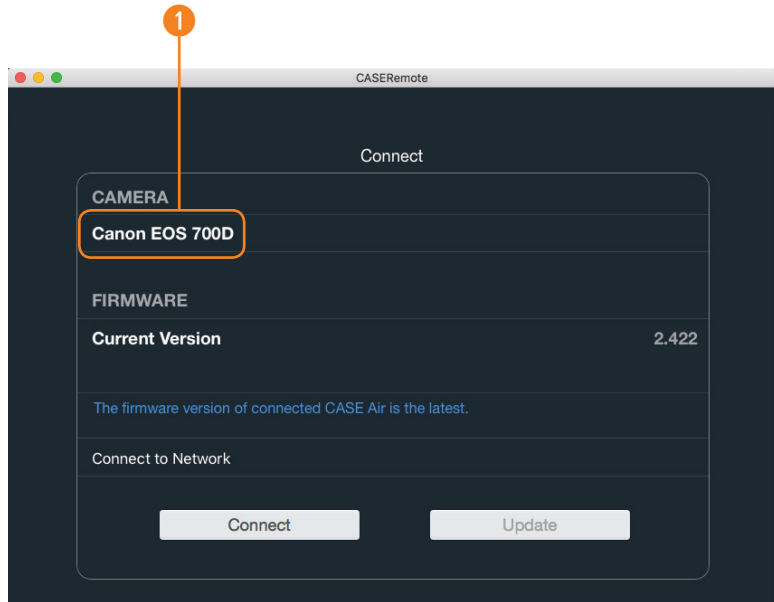 1
CASERemote
Connect
CAMERA
Canon EOS 700D
FIRMWARE
Current Version 2.422
The firmware version of connected CASE Air is the latest.
Connect to Network
Connect Update